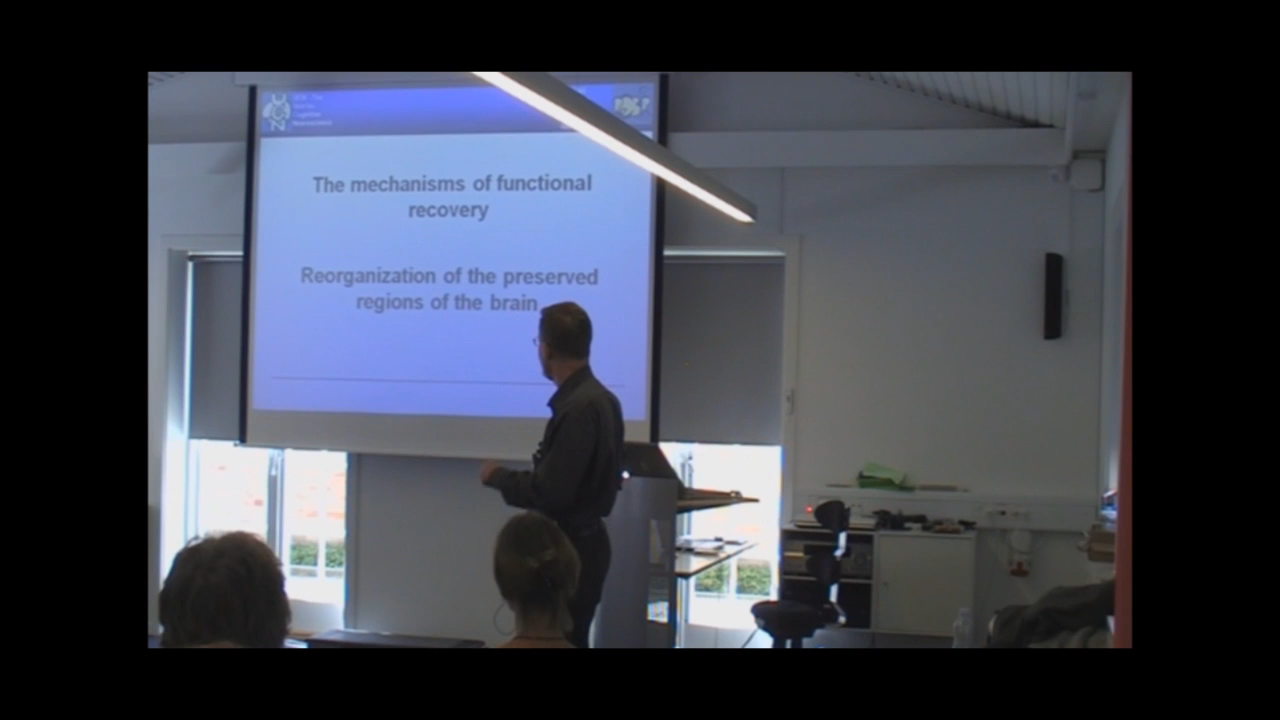 The mechanisms of functional
recovery
Reorganization of the preserved
regions of the brain